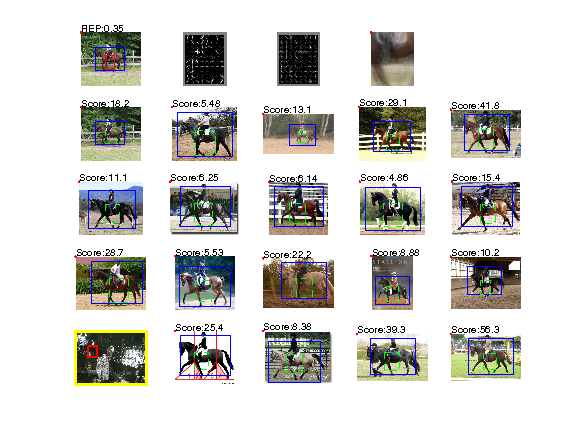 REP:0.35
Score:18.2 Score:5.48 Score:13.1 Score:29.1 Score:41.8
Score:11.1 Score:6.25 Score:6.14 Score:4.86 Score:15.4
Score:28.7 Score:5.53 Score:22.2 Score:8.88 Score:10.2
Score:25.4 Score:8.38 Score:39.3 Score:56.3